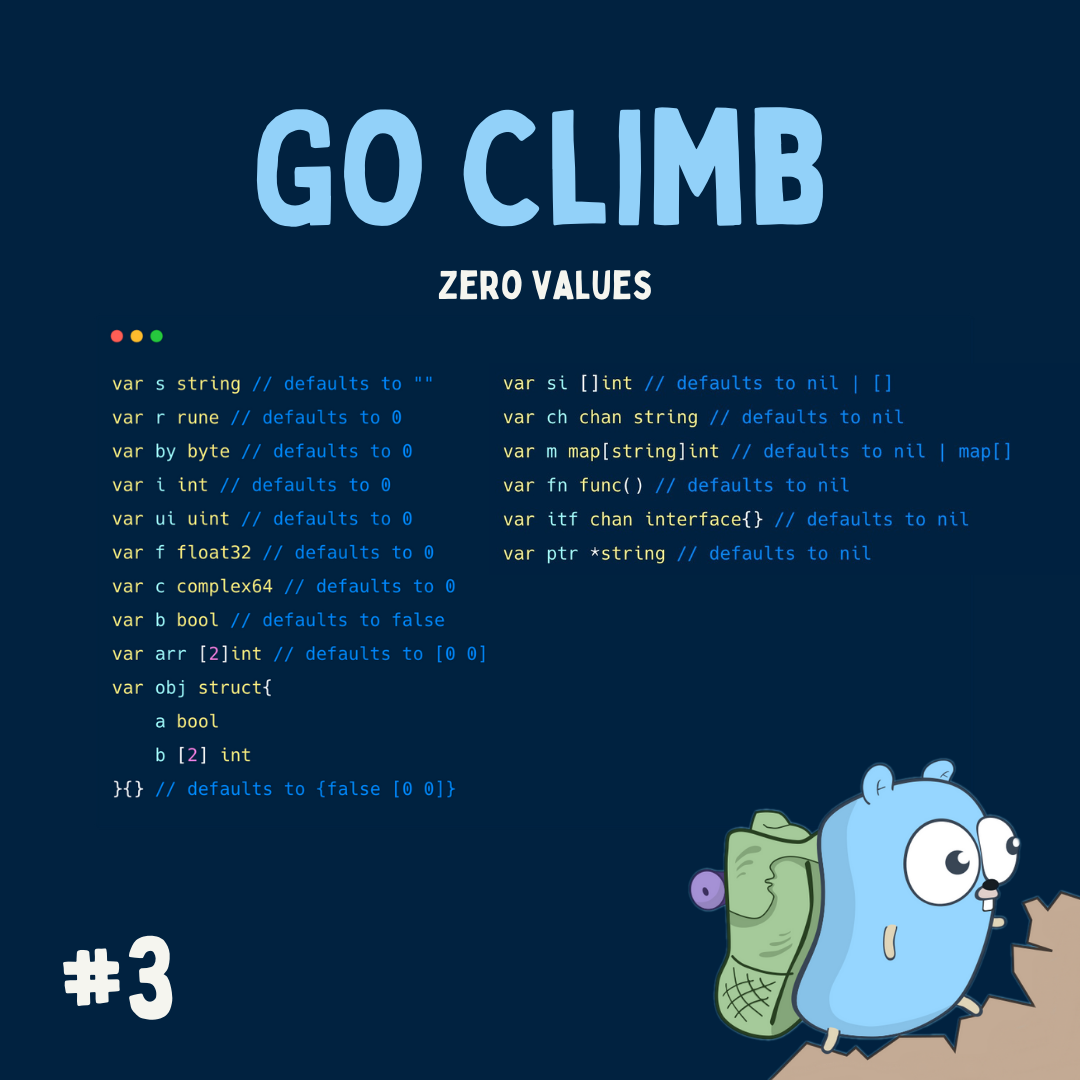 GO CLIMB
ZERO VALUES
var s string // defaults to ""
var r rune // defaults to 0
var by byte // defaults to 0
var i int // defaults to 0
var ui uint // defaults to 0
var f float32 // defaults to 0
var c complex64 // defaults to 0
var b bool // defaults to false
var arr [2]int // defaults to [0 0]
var obj struct{
    a bool
    b [2] int
}{} // defaults to {false [0 0]}
var si []int // defaults to nil | []
var ch chan string // defaults to nil
var m map[string]int // defaults to nil | map[]
var fn func() // defaults to nil
var itf chan interface{} // defaults to nil
var ptr *string // defaults to nil
#3